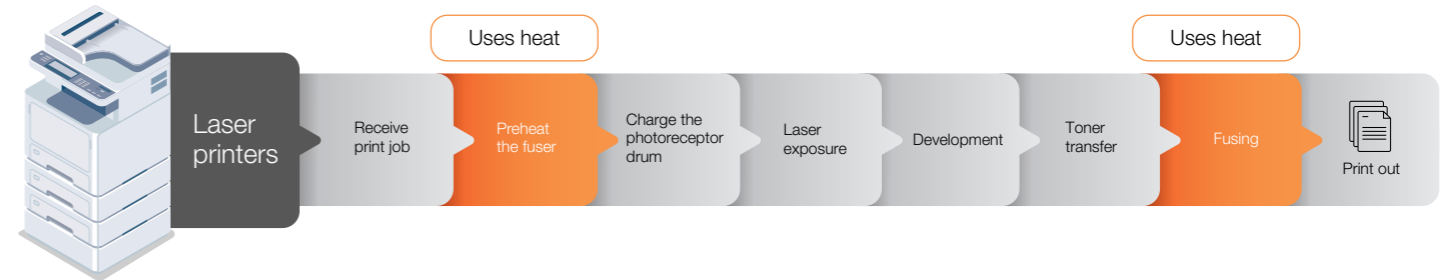 Uses heat
Uses heat
Laser
printers
Receive
print job
Preheat
the fuser
Charge the
photoreceptor
drum
Laser
exposure
Development
Toner
transfer
Fusing
Print out